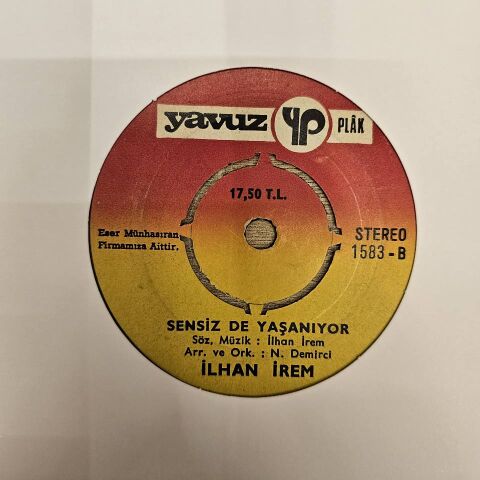 yavuz yp PLÂK
17,50 T.L.
Eser Münhasıran
Firmamıza Aittir.
STEREO
1583-B
SENSİZ DE YAŞANIYOR
Söz, Müzik : İlhan İrem
Arr. ve Ork. : N. Demirci
İLHAN İREM